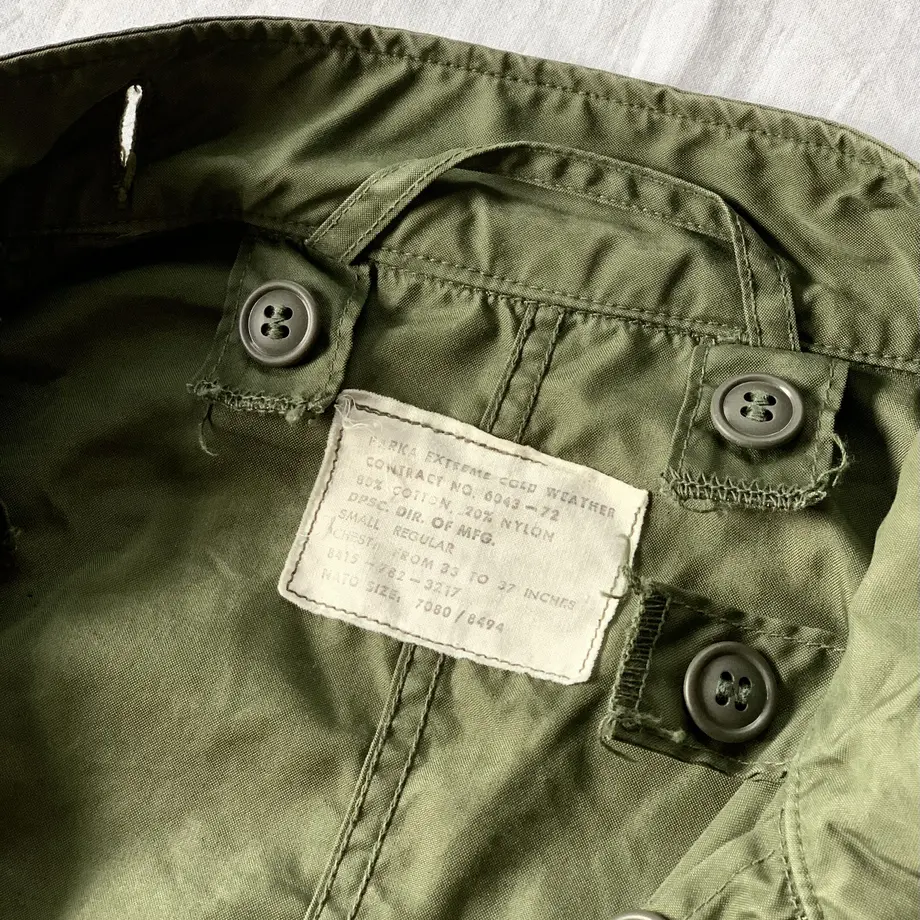 PARKA EXTREME COLD WEATHER
CONTRACT NO. 6043-72
80% COTTON, 20% NYLON
DPSC. DIR. OF MFG.
SMALL REGULAR
CHEST: FROM 33 TO 37 INCHES
8415-782-3217
NATO SIZE: 7080/8494